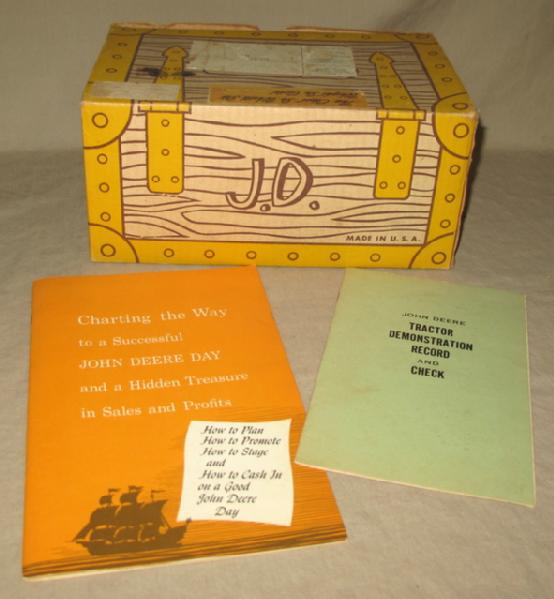 J.D.
MADE IN U. S. A.
Charting the Way
to a Successful
JOHN DEERE DAY
and a Hidden Treasure
in Sales and Profits
How to Plan
How to Promote
How to Stage
and
How to Cash In
on a Good
John Deere
Day
JOHN DEERE
TRACTOR
DEMONSTRATION
RECORD
AND
CHECK